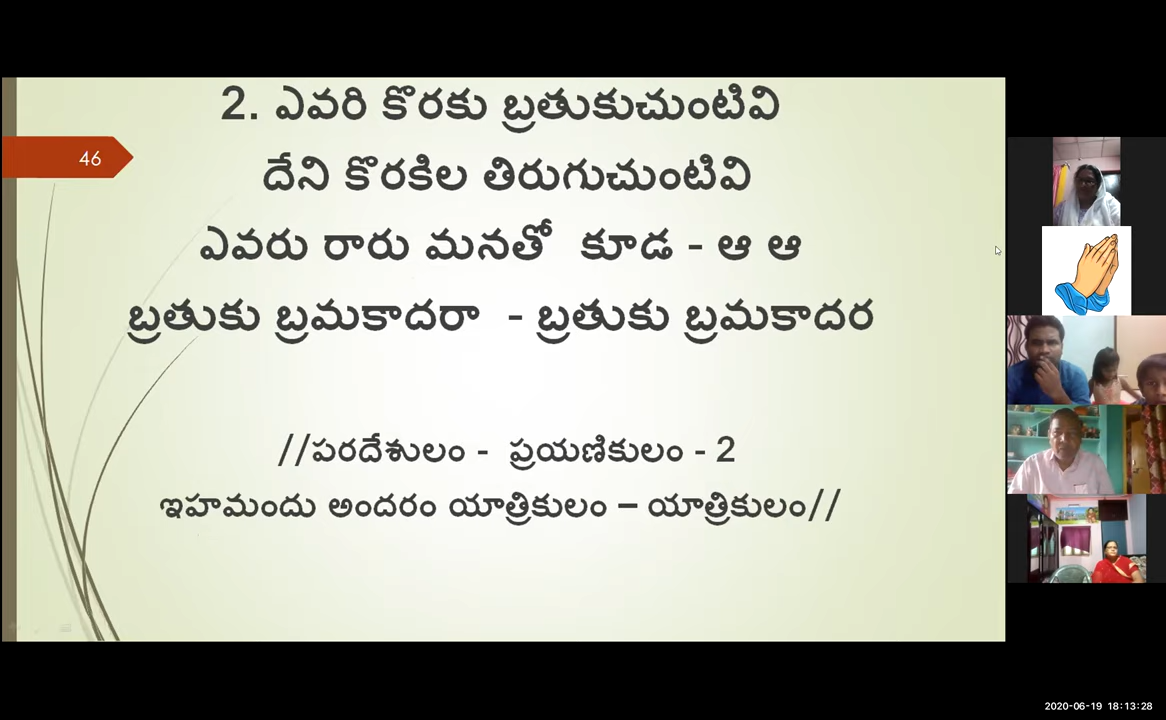 2. ఎవరి కొరకు బ్రతుకుచుంటివి
46
దేని కొరకిల తిరుగుచుంటివి
ఎవరు రారు మనతో కూడ - ఆ ఆ
బ్రతుకు బ్రమకాదరా - బ్రతుకు బ్రమకాదర
//పరదేశులం - ప్రయణికులం - 2
ఇహమందు అందరం యాత్రికులం – యాత్రికులం//
2020-06-19 18:13:28